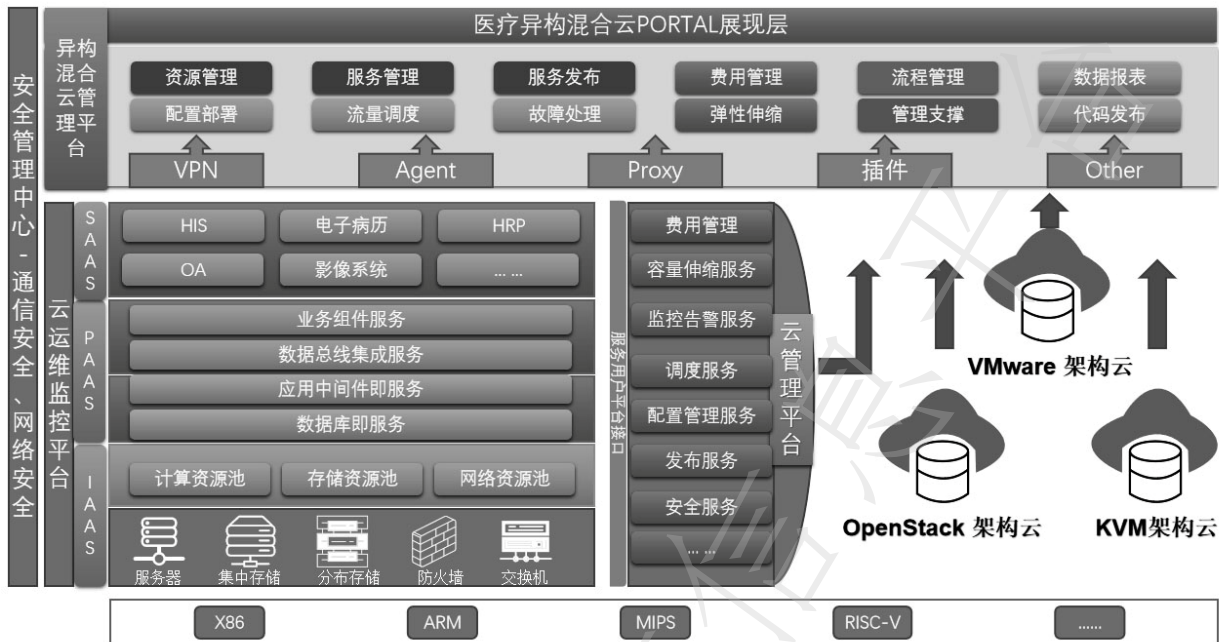 医疗异构混合云PORTAL展现层
异构
混合
云管
理平
台
资源管理
服务管理
服务发布
费用管理
流程管理
数据报表
配置部署
流量调度
故障处理
弹性伸缩
管理支撑
代码发布
VPN
Agent
Proxy
插件
Other
安全管理中心-通信安全、网络安全
云运维监控平台
SAAS
HIS
电子病历
HRP
OA
影像系统
... ...
PAAS
业务组件服务
数据总线集成服务
应用中间件即服务
数据库即服务
IAAS
计算资源池
存储资源池
网络资源池
服务器
集中存储
分布存储
防火墙
交换机
服务用户平台接口
费用管理
容量伸缩服务
监控告警服务
调度服务
配置管理服务
发布服务
安全服务
... ...
云管理平台
VMware 架构云
OpenStack 架构云
KVM架构云
X86
ARM
MIPS
RISC-V
......